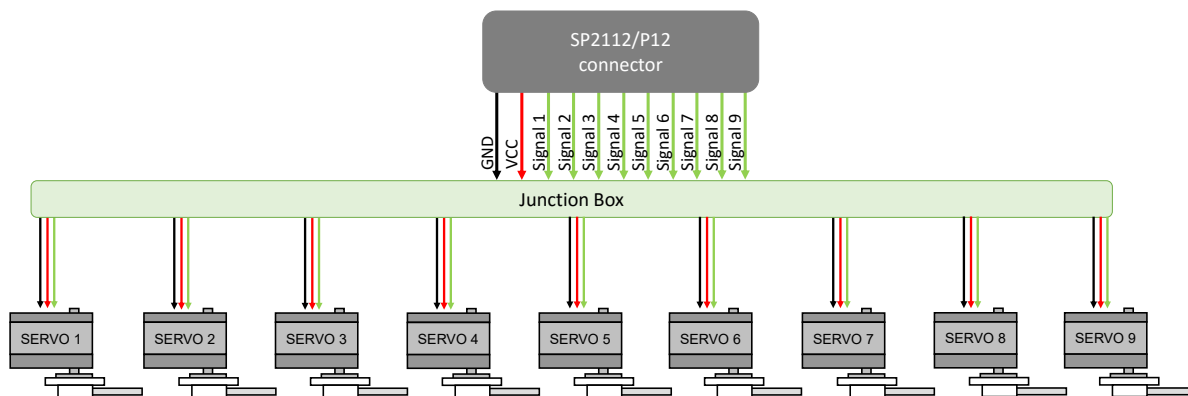 SP2112/P12
connector
GND
VCC
Signal 1
Signal 2
Signal 3
Signal 4
Signal 5
Signal 6
Signal 7
Signal 8
Signal 9
Junction Box
SERVO 1
SERVO 2
SERVO 3
SERVO 4
SERVO 5
SERVO 6
SERVO 7
SERVO 8
SERVO 9